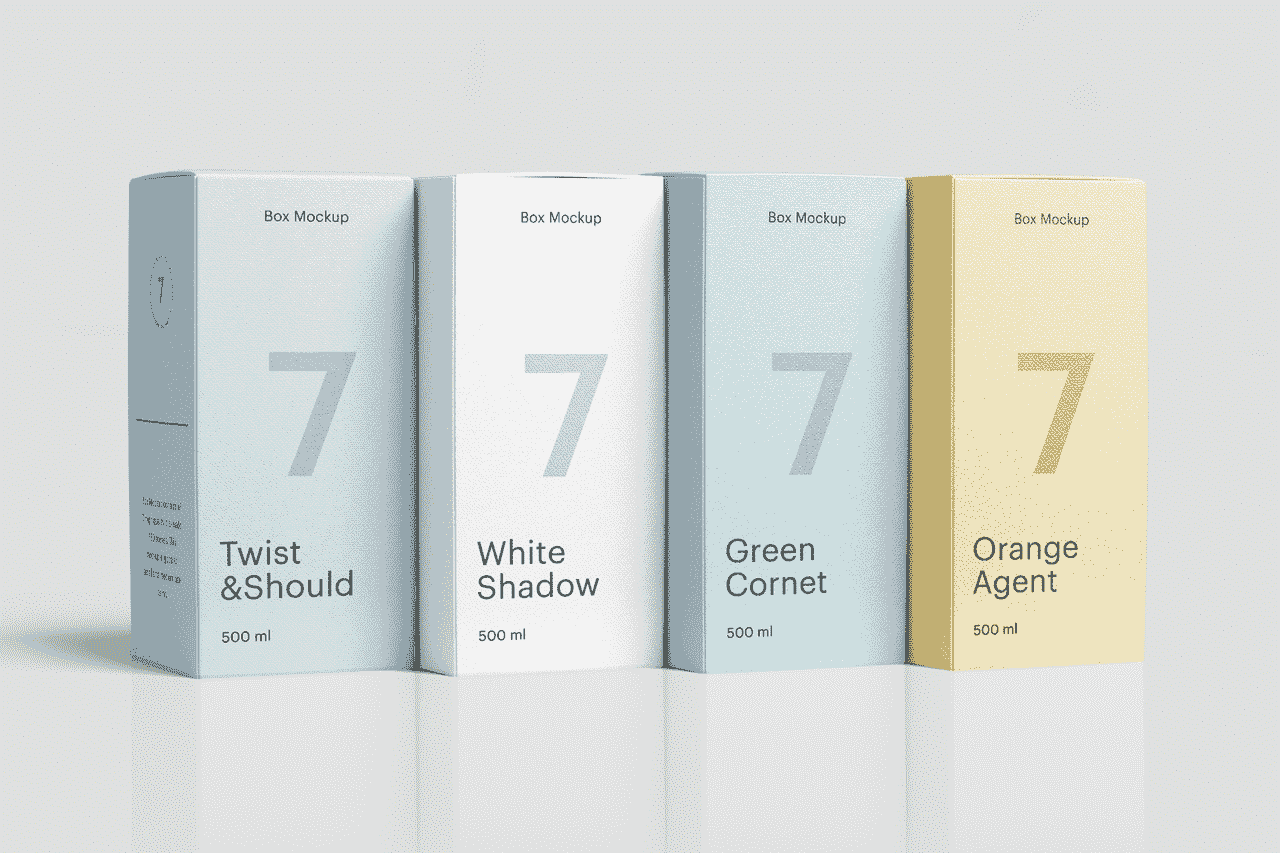 Box Mockup
7
Twist
&Should
500 ml
Box Mockup
7
White
Shadow
500 ml
Box Mockup
7
Green
Cornet
500 ml
Box Mockup
7
Orange
Agent
500 ml
7